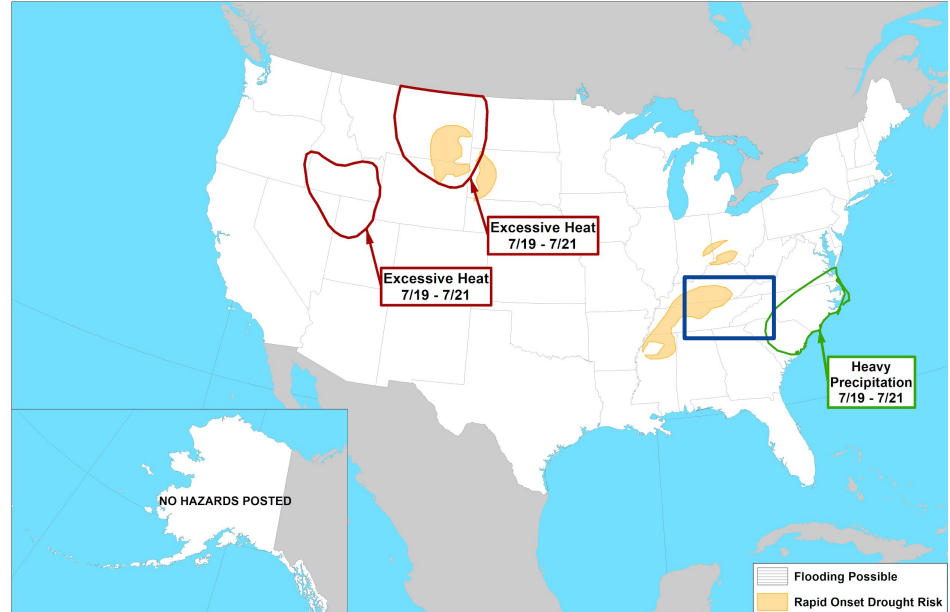 Excessive Heat
7/19 - 7/21
Excessive Heat
7/19 - 7/21
Heavy
Precipitation
7/19 - 7/21
NO HAZARDS POSTED
Flooding Possible
Rapid Onset Drought Risk